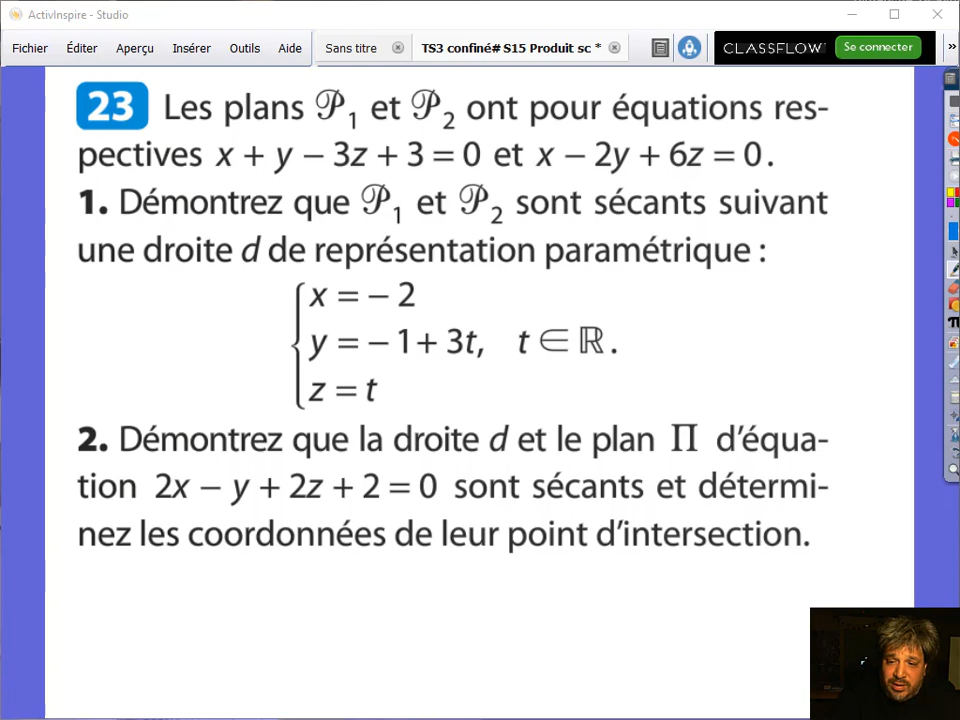 ActivInspire - Studio
Fichier Éditer Aperçu Insérer Outils Aide Sans titre TS3 confiné# S15 Produit sc * CLASSFLOW Se connecter »
23 Les plans 𝒫₁ et 𝒫₂ ont pour équations res-
pectives x + y − 3z + 3 = 0 et x − 2y + 6z = 0.
1. Démontrez que 𝒫₁ et 𝒫₂ sont sécants suivant
une droite d de représentation paramétrique :
x = − 2
y = − 1 + 3t, t ∈ ℝ.
z = t
2. Démontrez que la droite d et le plan Π d’équa-
tion 2x − y + 2z + 2 = 0 sont sécants et détermi-
nez les coordonnées de leur point d’intersection.